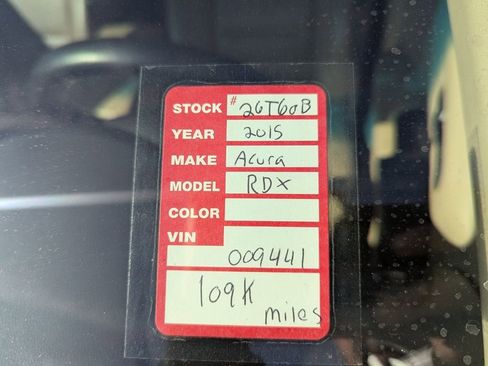 STOCK # 26T60B
YEAR 2015
MAKE Acura
MODEL RDX
COLOR
VIN
009441
109K
miles